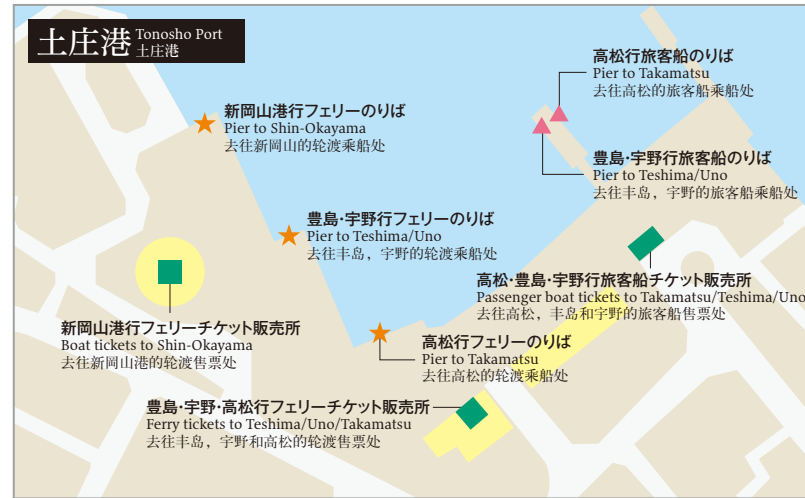 土庄港 Tonosho Port
土庄港
高松行旅客船のりば
Pier to Takamatsu
去往高松的旅客船乘船处
新岡山港行フェリーのりば
Pier to Shin-Okayama
去往新岡山的轮渡乘船处
豊島・宇野行旅客船のりば
Pier to Teshima/Uno
去往丰岛，宇野的旅客船乘船处
豊島・宇野行フェリーのりば
Pier to Teshima/Uno
去往丰岛，宇野的轮渡乘船处
高松・豊島・宇野行旅客船チケット販売所
Passenger boat tickets to Takamatsu/Teshima/Uno
去往高松，丰岛和宇野的旅客船售票处
新岡山港行フェリーチケット販売所
Boat tickets to Shin-Okayama
去往新岡山港的轮渡售票处
高松行フェリーのりば
Pier to Takamatsu
去往高松的轮渡乘船处
豊島・宇野・高松行フェリーチケット販売所
Ferry tickets to Teshima/Uno/Takamatsu
去往丰岛，宇野和高松的轮渡售票处